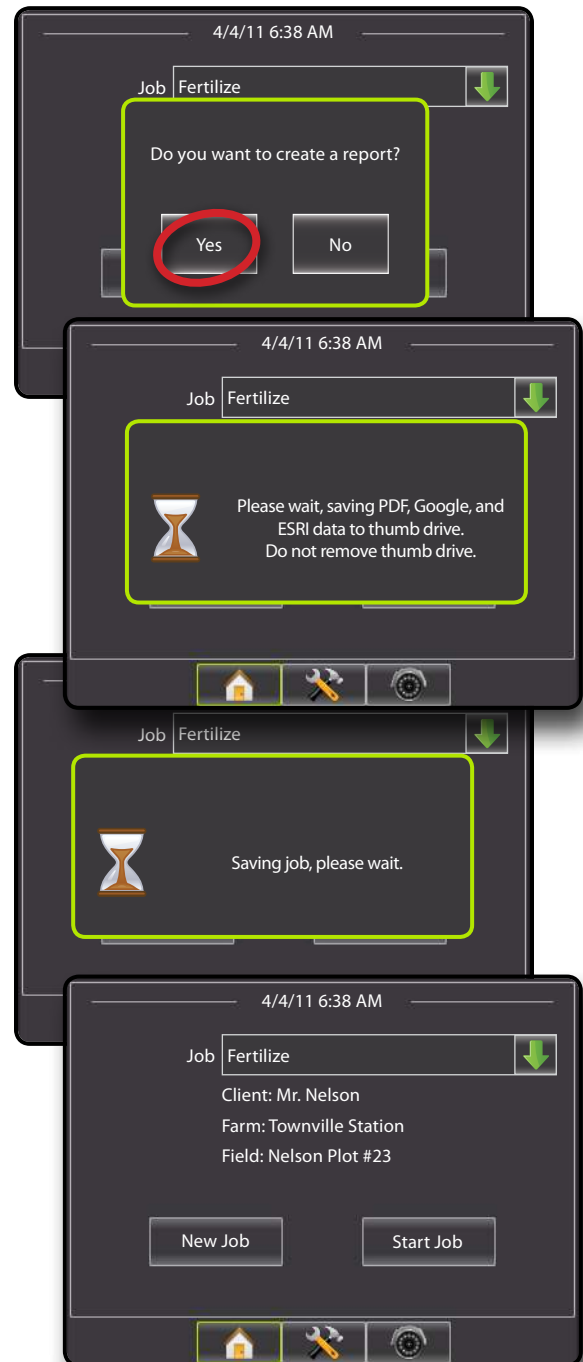 4/4/11 6:38 AM
Job Fertilize
Do you want to create a report?
Yes No
4/4/11 6:38 AM
Job Fertilize
Please wait, saving PDF, Google, and
ESRI data to thumb drive.
Do not remove thumb drive.
Job Fertilize
Saving job, please wait.
4/4/11 6:38 AM
Job Fertilize
Client: Mr. Nelson
Farm: Townville Station
Field: Nelson Plot #23
New Job Start Job